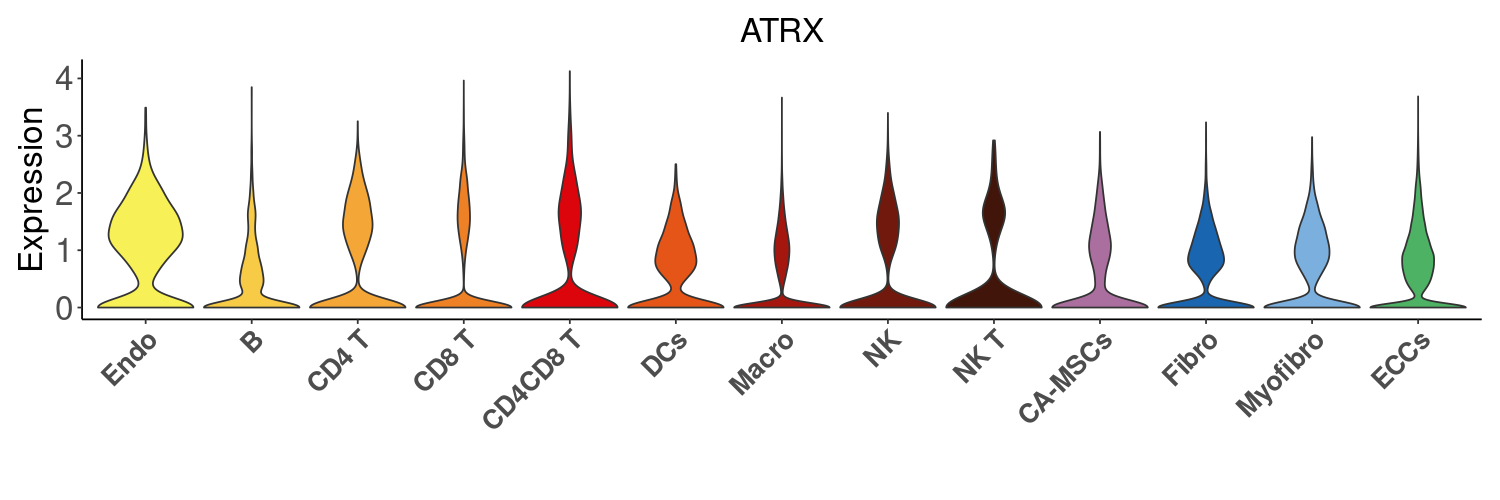 ATRX
Expression
4
3
2
1
0
Endo
B
CD4 T
CD8 T
CD4CD8 T
DCs
Macro
NK
NK T
CA-MSCs
Fibro
Myofibro
ECCs